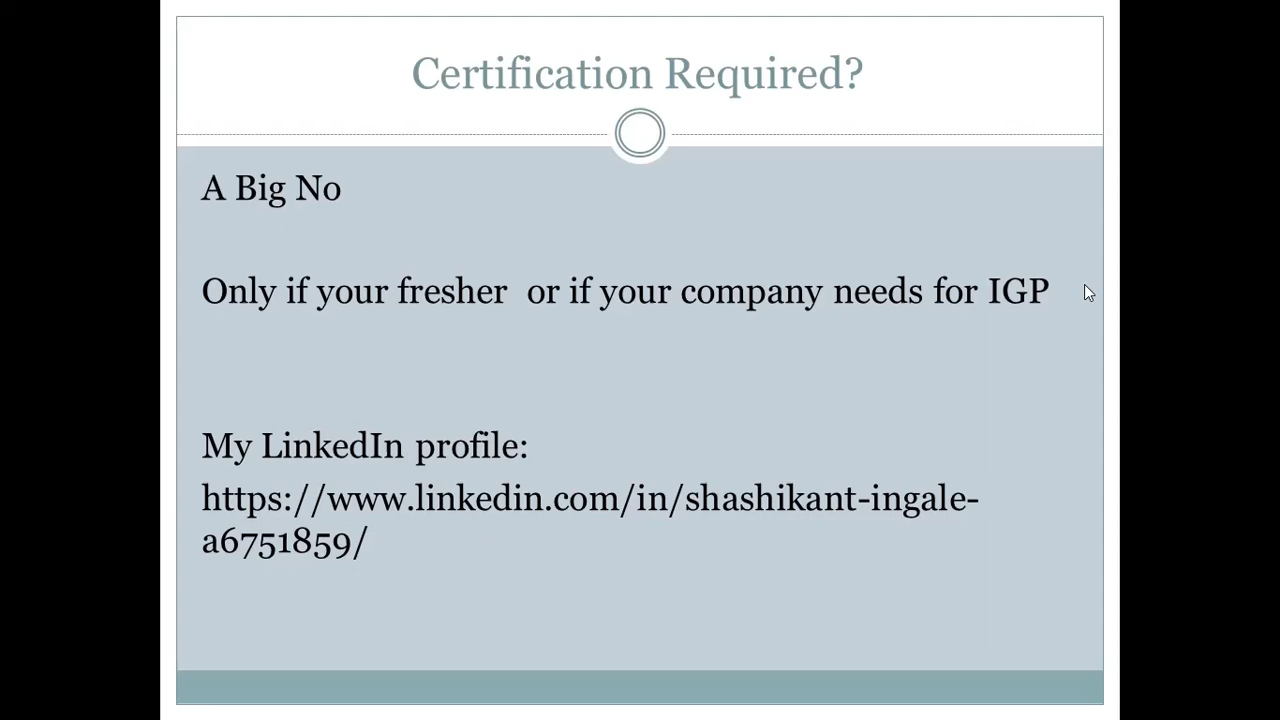 Certification Required?
A Big No
Only if your fresher  or if your company needs for IGP
My LinkedIn profile:
https://www.linkedin.com/in/shashikant-ingale-
a6751859/